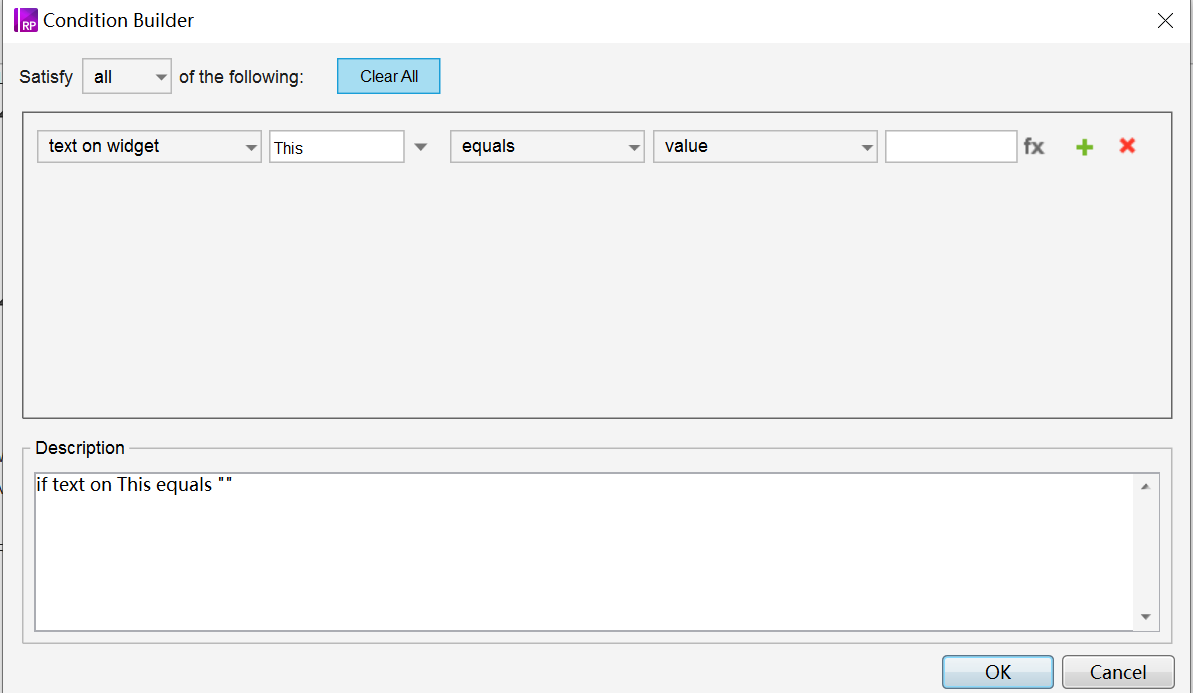 RP Condition Builder
Satisfy all of the following: Clear All
text on widget This equals value fx
Description
if text on This equals ""
OK Cancel